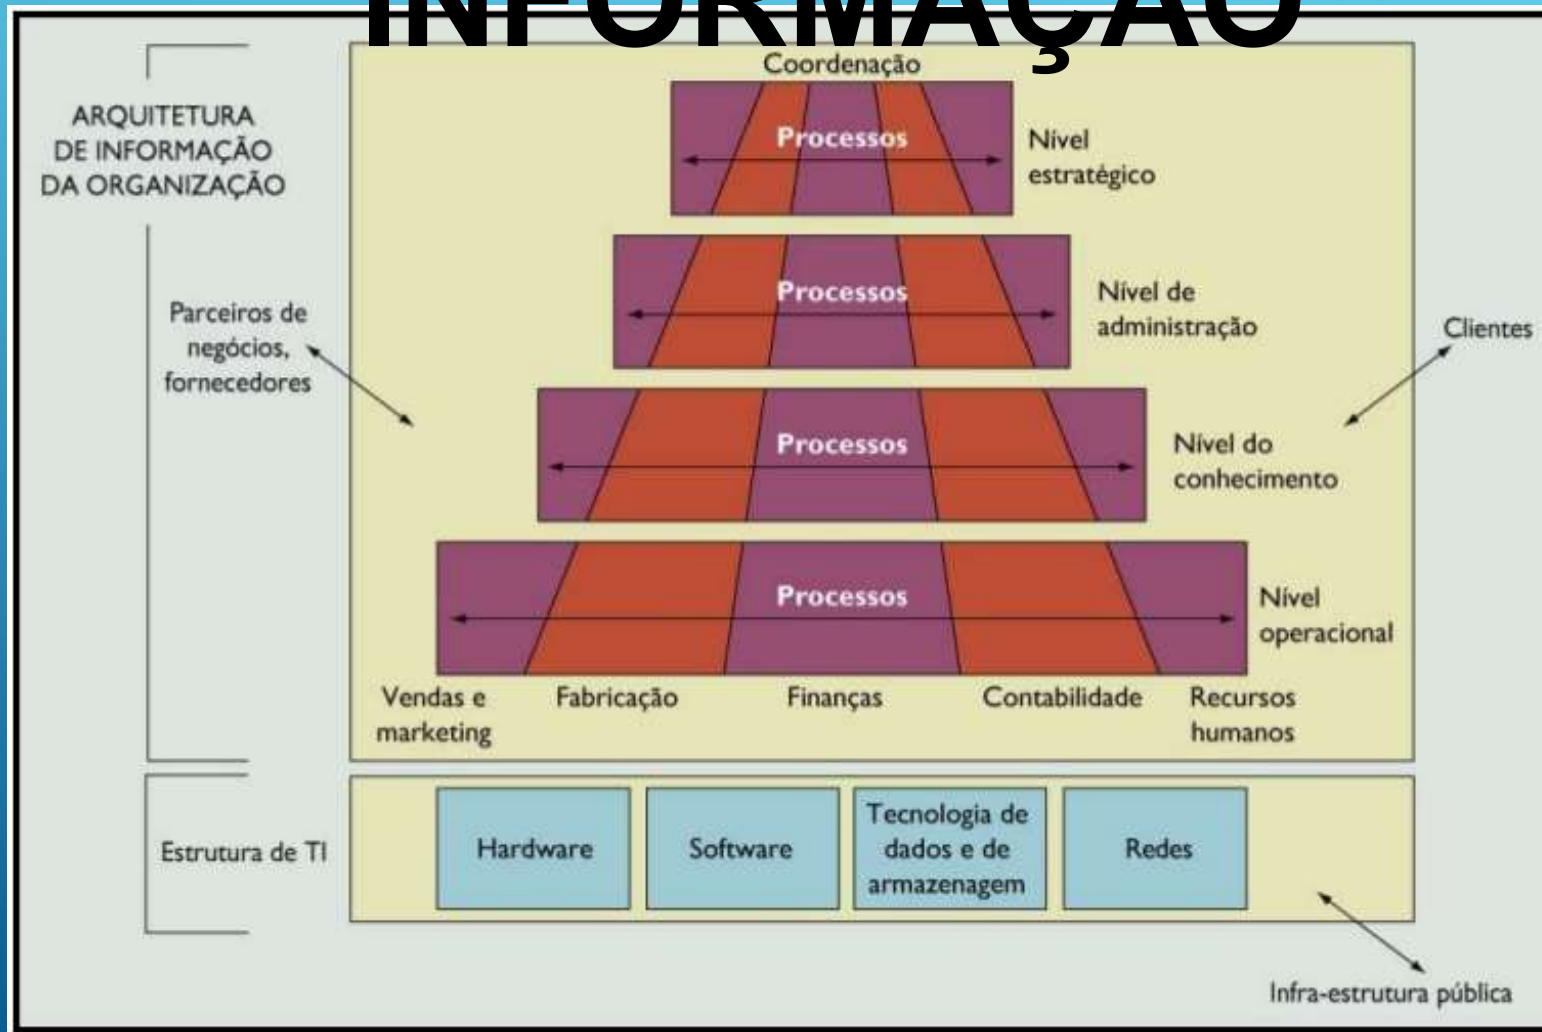 INFORMAÇÃO
Coordenação
ARQUITETURA
DE INFORMAÇÃO
DA ORGANIZAÇÃO
Processos
Nível
estratégico
Processos
Nível de
administração
Parceiros de
negócios,
fornecedores
Clientes
Processos
Nível do
conhecimento
Processos
Nível
operacional
Vendas e
marketing
Fabricação
Finanças
Contabilidade
Recursos
humanos
Estrutura de TI
Hardware
Software
Tecnologia de
dados e de
armazenagem
Redes
Infra-estrutura pública